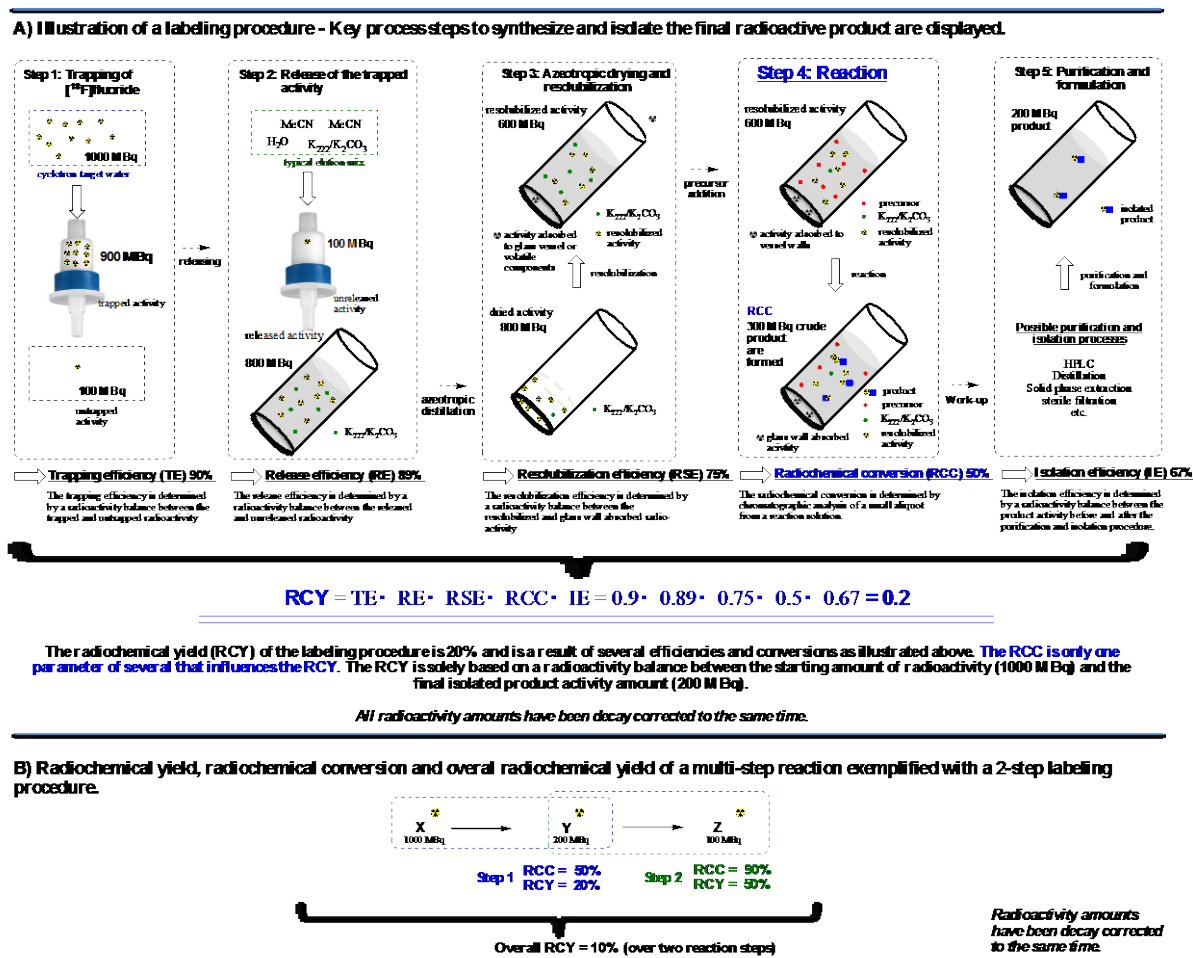 A) Illustration of a labeling procedure - Key process steps to synthesize and isolate the final radioactive product are displayed.
Step 1: Trapping of
[¹⁸F]fluoride
1000 MBq
cyclotron target water
900 MBq
trapped activity
100 MBq
untrapped
activity
releasing
Step 2: Release of the trapped
activity
MeCN MeCN
H₂O K₂₂₂/K₂CO₃
typical elution mix.
100 MBq
unreleased
activity
released activity
800 MBq
K₂₂₂/K₂CO₃
azeotropic
distillation
Step 3: Azeotropic drying and
resolubilization
resolubilized activity
600 MBq
K₂₂₂/K₂CO₃
activity adsorbed
to glass vessel or
volatile
components
resolubilized
activity
resolubilization
dried activity
800 MBq
K₂₂₂/K₂CO₃
precursor
addition
Step 4: Reaction
resolubilized activity
600 MBq
precursor
K₂₂₂/K₂CO₃
activity adsorbed to
vessel walls
resolubilized
activity
reaction
RCC
300 MBq crude
product
are
formed
product
precursor
K₂₂₂/K₂CO₃
glass wall absorbed
activity
resolubilized
activity
Work-up
Step 5: Purification and
formulation
200 MBq
product
isolated
product
purification and
formulation
Possible purification and
isolation processes
HPLC
Distillation
Solid phase extraction
sterile filtration
etc.
Trapping efficiency (TE) 90%
The trapping efficiency is determined
by a radioactivity balance between the
trapped and untrapped radioactivity
Release efficiency (RE) 89%
The release efficiency is determined by a
radioactivity balance between the released
and unreleased radioactivity
Resolubilization efficiency (RSE) 75%
The resolubilization efficiency is determined by
a radioactivity balance between the
resolubilized and glass wall absorbed radio-
activity
Radiochemical conversion (RCC) 50%
The radiochemical conversion is determined by
chromatographic analysis of a small aliquot
from a reaction solution.
Isolation efficiency (IE) 67%
The isolation efficiency is determined
by a radioactivity balance between the
product activity before and after the
purification and isolation procedure.
RCY = TE · RE · RSE · RCC · IE = 0.9 · 0.89 · 0.75 · 0.5 · 0.67 = 0.2
The radiochemical yield (RCY) of the labeling procedure is 20% and is a result of several efficiencies and conversions as illustrated above. The RCC is only one
parameter of several that influences the RCY. The RCY is solely based on a radioactivity balance between the starting amount of radioactivity (1000 MBq) and the
final isolated product activity amount (200 MBq).
All radioactivity amounts have been decay corrected to the same time.
B) Radiochemical yield, radiochemical conversion and overal radiochemical yield of a multi-step reaction exemplified with a 2-step labeling
procedure.
X
1000 MBq
Y
200 MBq
Z
100 MBq
Step 1
RCC = 50%
RCY = 20%
Step 2
RCC = 90%
RCY = 50%
Overall RCY = 10% (over two reaction steps)
Radioactivity amounts
have been decay corrected
to the same time.